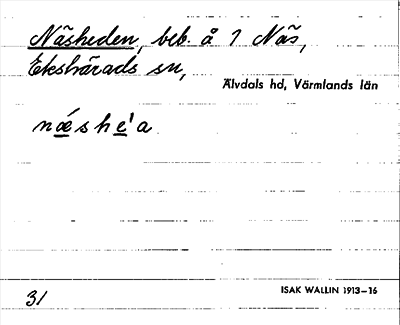 Näsheden, beb. å 1 Näs,
Ekshärads sn,
Älvdals hd, Värmlands län
næshe'a
31
ISAK WALLIN 1913—16